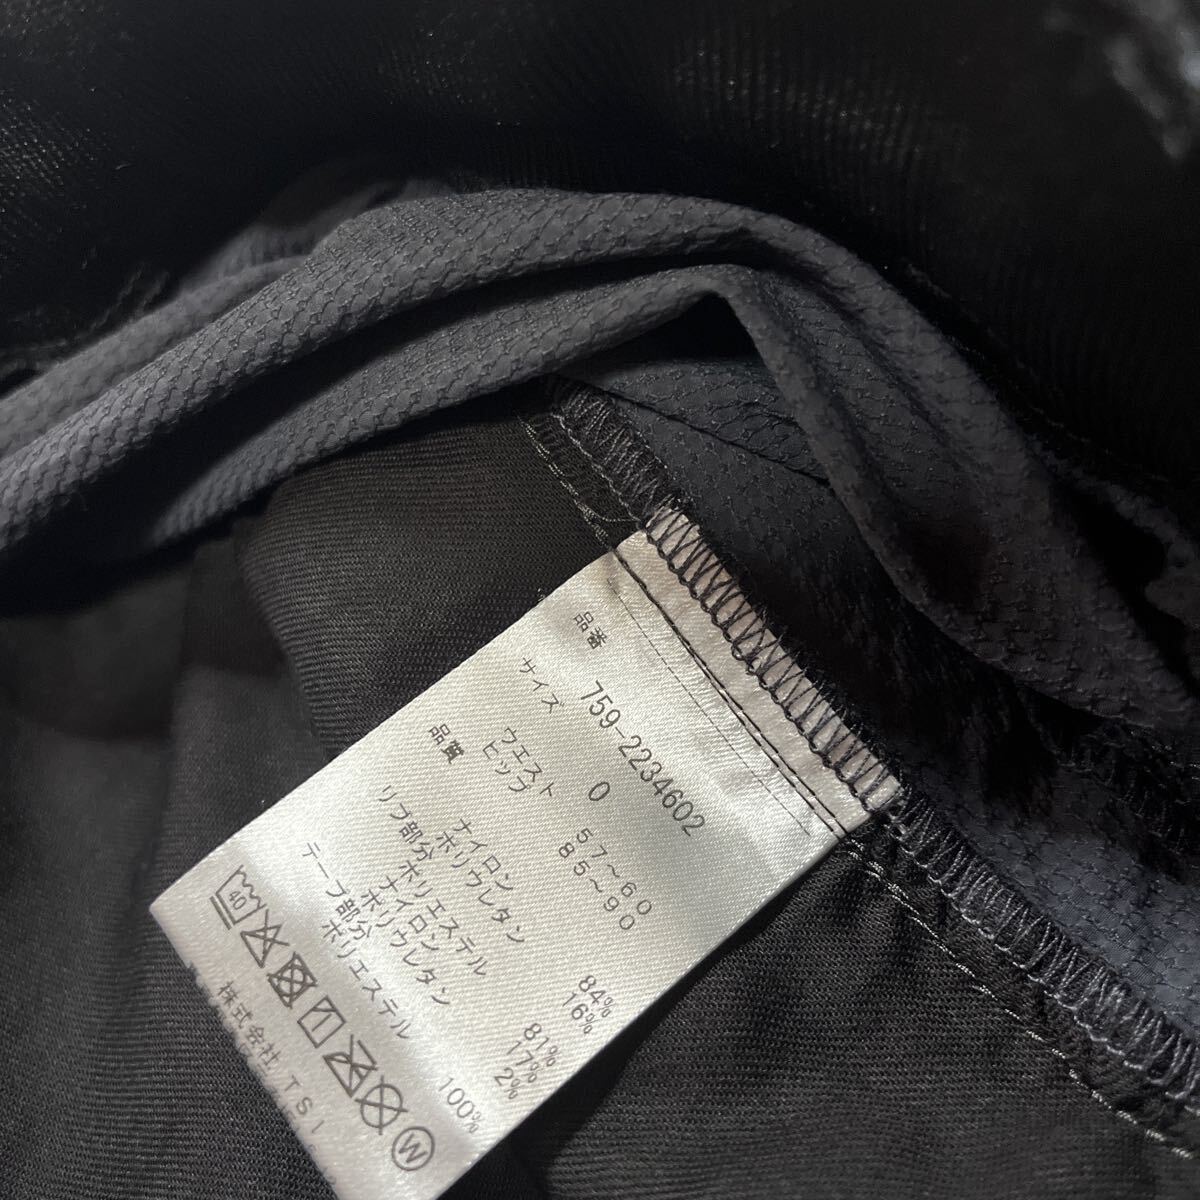 品番 759-2234602
サイズ 0
ウエスト 57~60
ヒップ 85~90
品質
ナイロン 84%
ポリウレタン 16%
リブ部分
ポリエステル 81%
ナイロン 17%
ポリウレタン 2%
テープ部分
ポリエステル 100%
40
W
株式会社 TSI